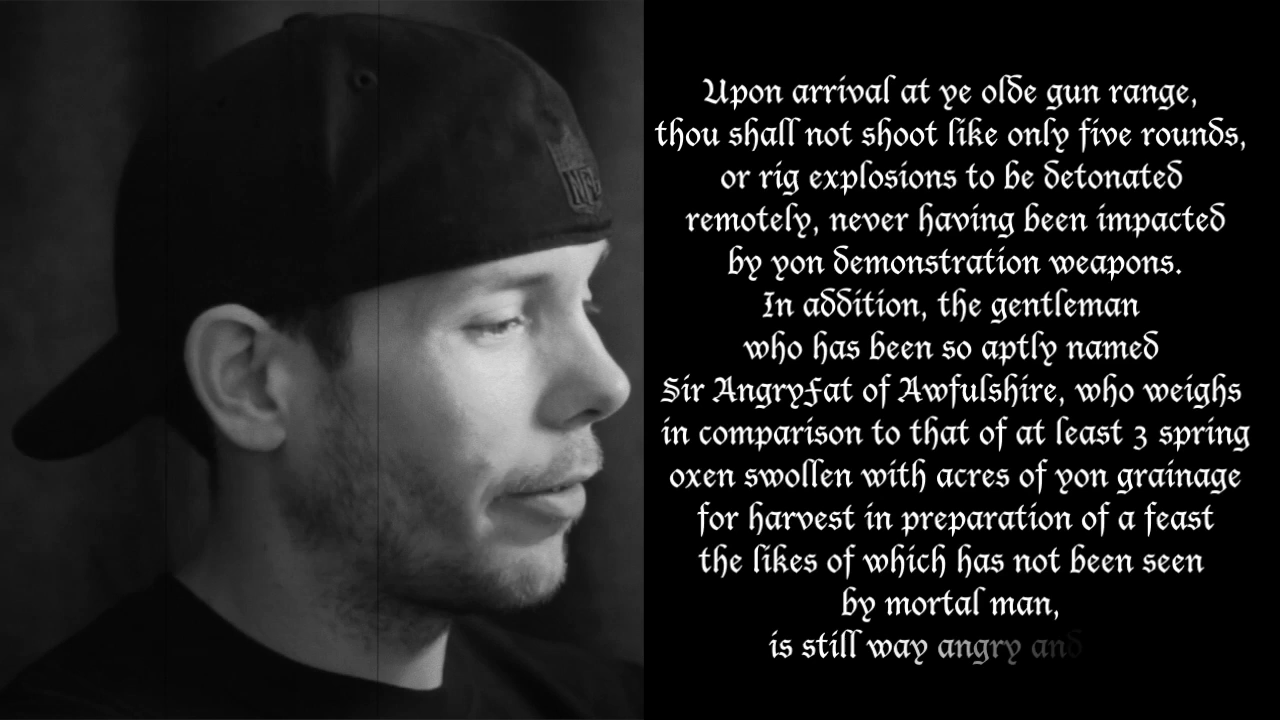 NFL
Upon arrival at ye olde gun range,
thou shall not shoot like only five rounds,
or rig explosions to be detonated
remotely, never having been impacted
by yon demonstration weapons.
In addition, the gentleman
who has been so aptly named
Sir AngryFat of Awfulshire, who weighs
in comparison to that of at least 3 spring
oxen swollen with acres of yon grainage
for harvest in preparation of a feast
the likes of which has not been seen
by mortal man,
is still way angry and